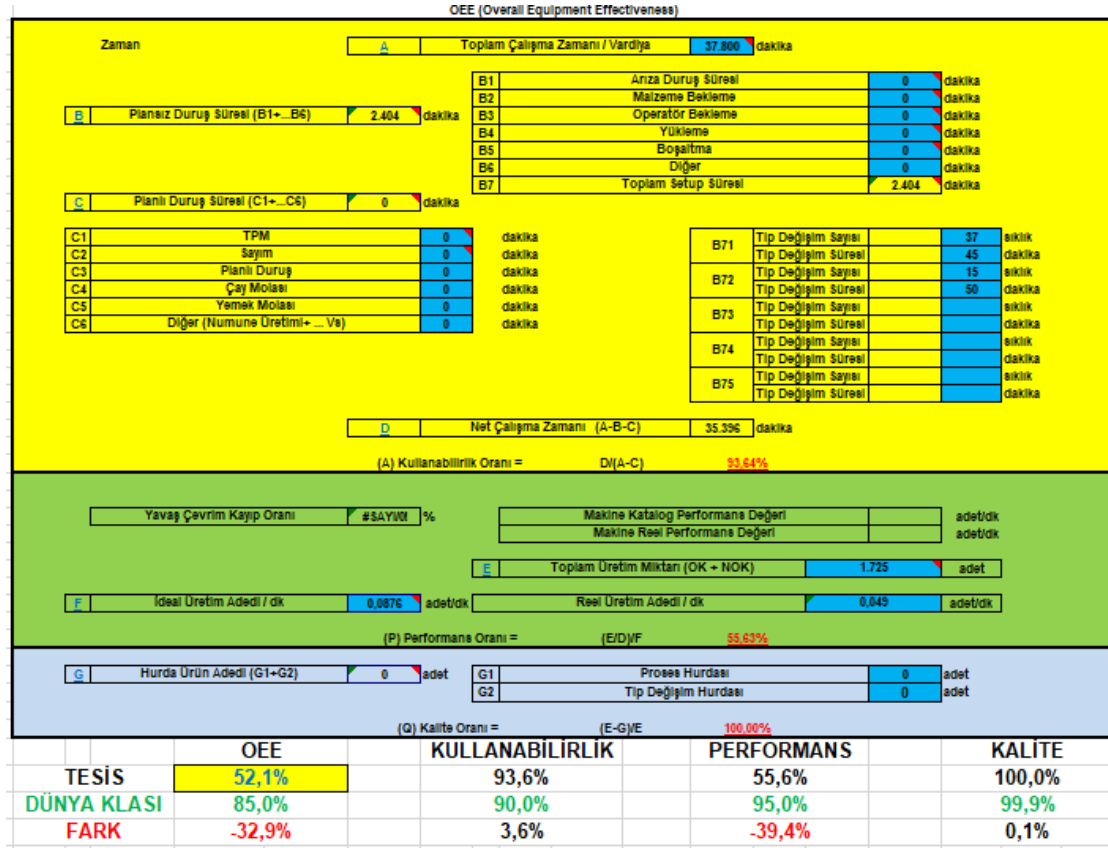 OEE (Overall Equipment Effectiveness)
Zaman A Toplam Çalışma Zamanı / Vardiya 37.800 dakika
B1 Arıza Duruş Süresi 0 dakika
B2 Malzeme Bekleme 0 dakika
B Plansız Duruş Süresi (B1+...B6) 2.404 dakika B3 Operatör Bekleme 0 dakika
B4 Yükleme 0 dakika
B5 Boşaltma 0 dakika
B6 Diğer 0 dakika
B7 Toplam Setup Süresi 2.404 dakika
C Planlı Duruş Süresi (C1+...C6) 0 dakika
C1 TPM 0 dakika B71 Tip Değişim Sayısı 37 sıklık
C2 Sayım 0 dakika Tip Değişim Süresi 45 dakika
C3 Planlı Duruş 0 dakika B72 Tip Değişim Sayısı 15 sıklık
C4 Çay Molası 0 dakika Tip Değişim Süresi 50 dakika
C5 Yemek Molası 0 dakika B73 Tip Değişim Sayısı sıklık
C6 Diğer (Numune Üretimi+ ... Vs) 0 dakika Tip Değişim Süresi dakika
B74 Tip Değişim Sayısı sıklık
Tip Değişim Süresi dakika
B75 Tip Değişim Sayısı sıklık
Tip Değişim Süresi dakika
D Net Çalışma Zamanı (A-B-C) 35.396 dakika
(A) Kullanabilirlik Oranı = D/(A-C) 93,64%
Yavaş Çevrim Kayıp Oranı #SAYI/0! % Makine Katalog Performans Değeri adet/dk
Makine Reel Performans Değeri adet/dk
E Toplam Üretim Miktarı (OK + NOK) 1.725 adet
F İdeal Üretim Adedi / dk 0,0876 adet/dk Reel Üretim Adedi / dk 0,049 adet/dk
(P) Performans Oranı = (E/D)/F 55,63%
G Hurda Ürün Adedi (G1+G2) 0 adet G1 Proses Hurdası 0 adet
G2 Tip Değişim Hurdası 0 adet
(Q) Kalite Oranı = (E-G)/E 100,00%
OEE KULLANABİLİRLİK PERFORMANS KALİTE
TESİS 52,1% 93,6% 55,6% 100,0%
DÜNYA KLASI 85,0% 90,0% 95,0% 99,9%
FARK -32,9% 3,6% -39,4% 0,1%